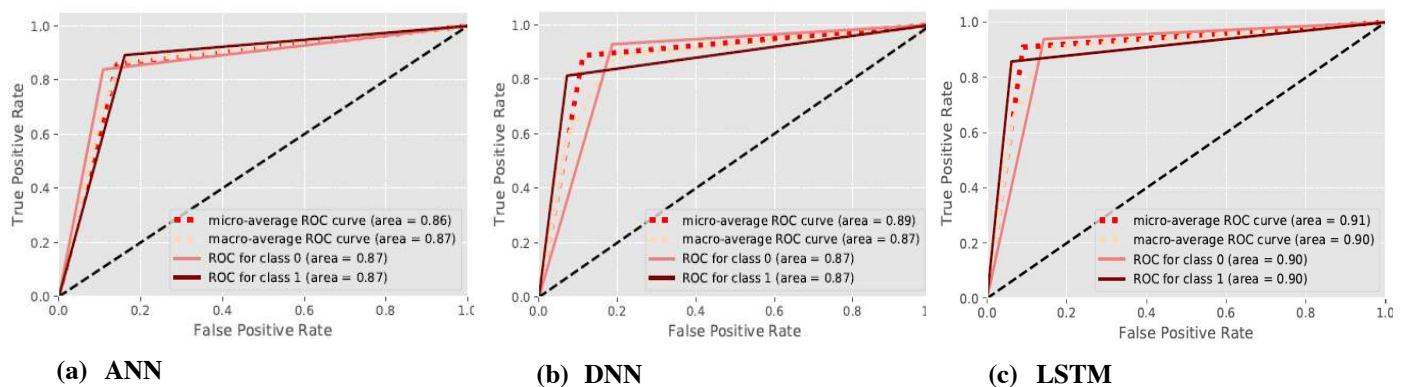 1.0
0.8
0.6
0.4
0.2
0.0
True Positive Rate
micro-average ROC curve (area = 0.86)
macro-average ROC curve (area = 0.87)
ROC for class 0 (area = 0.87)
ROC for class 1 (area = 0.87)
0.0 0.2 0.4 0.6 0.8 1.0
False Positive Rate
(a) ANN
1.0
0.8
0.6
0.4
0.2
0.0
True Positive Rate
micro-average ROC curve (area = 0.89)
macro-average ROC curve (area = 0.87)
ROC for class 0 (area = 0.87)
ROC for class 1 (area = 0.87)
0.0 0.2 0.4 0.6 0.8 1.
False Positive Rate
(b) DNN
1.0
0.8
0.6
0.4
0.2
0.0
True Positive Rate
micro-average ROC curve (area = 0.91)
macro-average ROC curve (area = 0.90)
ROC for class 0 (area = 0.90)
ROC for class 1 (area = 0.90)
0.0 0.2 0.4 0.6 0.8 1.0
False Positive Rate
(c) LSTM